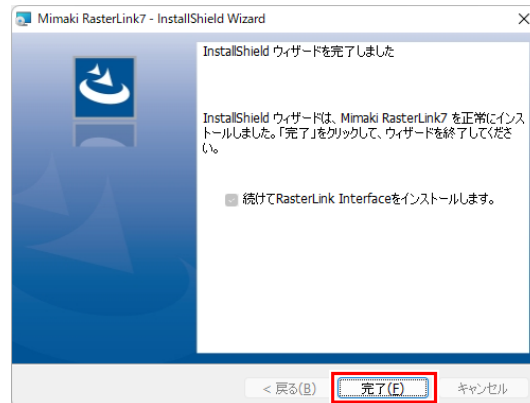 Mimaki RasterLink7 - InstallShield Wizard
InstallShield ウィザードを完了しました
InstallShield ウィザードは、Mimaki RasterLink7 を正常にインス
トールしました。「完了」をクリックして、ウィザードを終了してくださ
い。
続けてRasterLink Interfaceをインストールします。
< 戻る(B) 完了(F) キャンセル